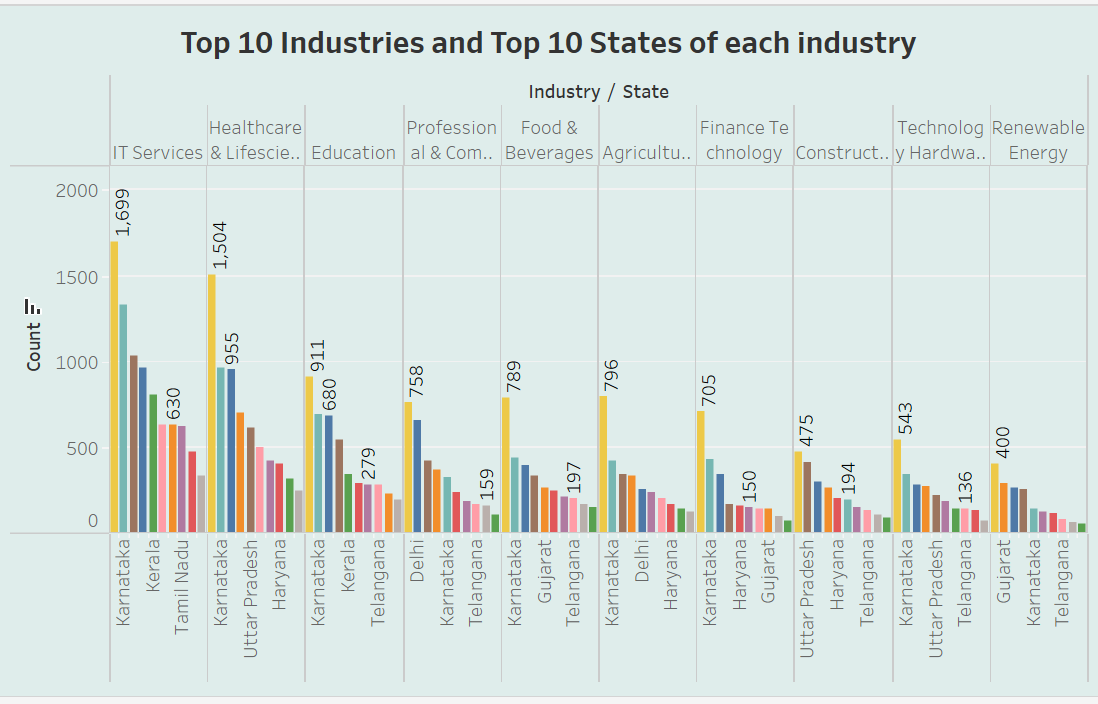 Top 10 Industries and Top 10 States of each industry
Industry / State
IT Services
Healthcare
& Lifescie..
Education
Profession
al & Com..
Food &
Beverages
Agricultu..
Finance Te
chnology
Construct..
Technolog
y Hardwa..
Renewable
Energy
Count
2000
1500
1000
500
0
1,699
630
1,504
955
911
680
279
758
159
789
197
796
705
150
475
194
543
136
400
Karnataka
Kerala
Tamil Nadu
Karnataka
Uttar Pradesh
Haryana
Karnataka
Kerala
Telangana
Delhi
Karnataka
Telangana
Karnataka
Gujarat
Telangana
Karnataka
Delhi
Haryana
Karnataka
Haryana
Gujarat
Uttar Pradesh
Haryana
Telangana
Karnataka
Uttar Pradesh
Telangana
Gujarat
Karnataka
Telangana